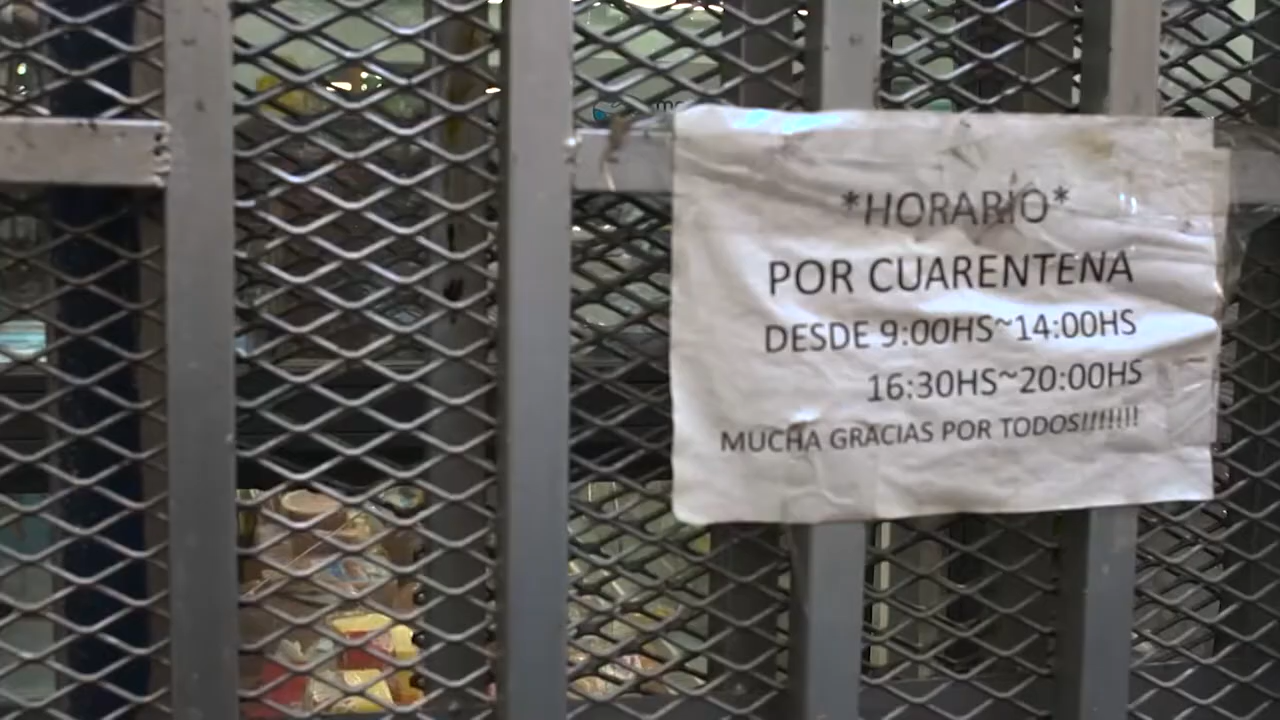 *HORARIO*
POR CUARENTENA
DESDE 9:00HS~14:00HS
16:30HS~20:00HS
MUCHA GRACIAS POR TODOS!!!!!!!